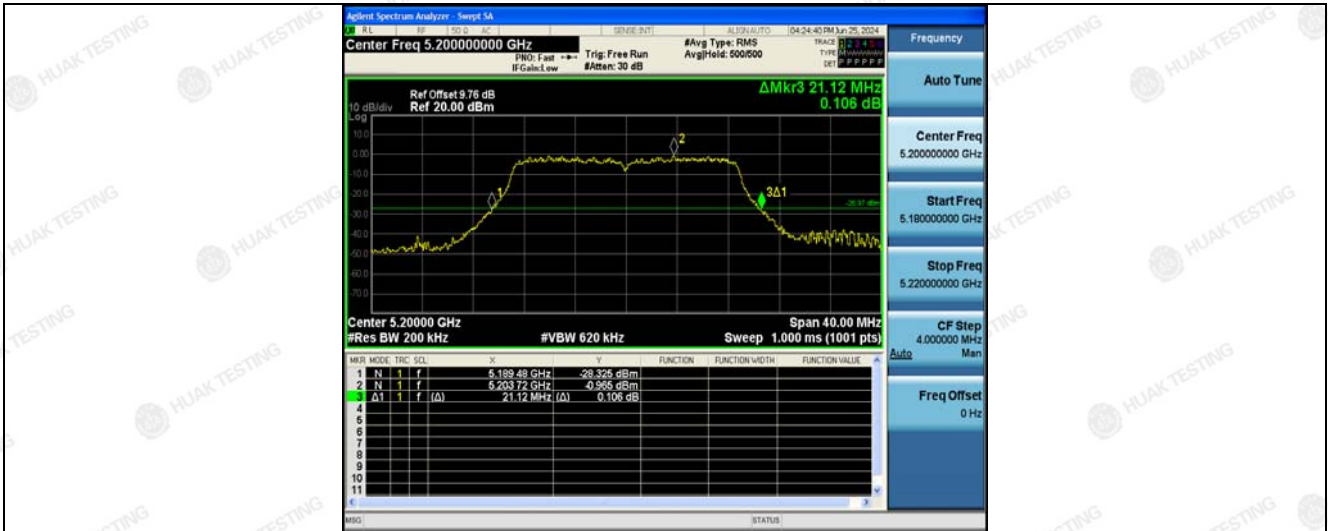 Agilent Spectrum Analyzer - Swept SA
RL RF 50 Ω AC SENSE:INT ALIGN AUTO 04:24:40 PM Jun 25, 2024
Center Freq 5.200000000 GHz
PNO: Fast
IFGain:Low
Trig: Free Run
#Atten: 30 dB
#Avg Type: RMS
Avg|Hold: 500/500
TRACE 1 2 3 4 5 6
TYPE
DET P P P P P P
Frequency
Auto Tune
Center Freq
5.200000000 GHz
Start Freq
5.180000000 GHz
Stop Freq
5.220000000 GHz
CF Step
4.000000 MHz
Auto Man
Freq Offset
0 Hz
ΔMkr3 21.12 MHz
0.106 dB
Ref Offset 9.76 dB
10 dB/div Ref 20.00 dBm
Log
10.0
0.00
-10.0
-20.0
-30.0
-40.0
-50.0
-60.0
-70.0
1
2
3Δ1
-26.97 dBm
Center 5.20000 GHz Span 40.00 MHz
#Res BW 200 kHz #VBW 620 kHz Sweep 1.000 ms (1001 pts)
MKR MODE TRC SCL X Y FUNCTION FUNCTION WIDTH FUNCTION VALUE
1 N 1 f 5.189 48 GHz -28.325 dBm
2 N 1 f 5.203 72 GHz -0.965 dBm
3 Δ1 1 f (Δ) 21.12 MHz (Δ) 0.106 dB
4
5
6
7
8
9
10
11
MSG STATUS
HUAK TESTING